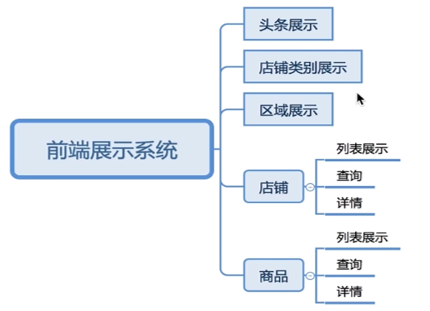 头条展示
店铺类别展示
区域展示
前端展示系统
店铺
列表展示
查询
详情
商品
列表展示
查询
详情